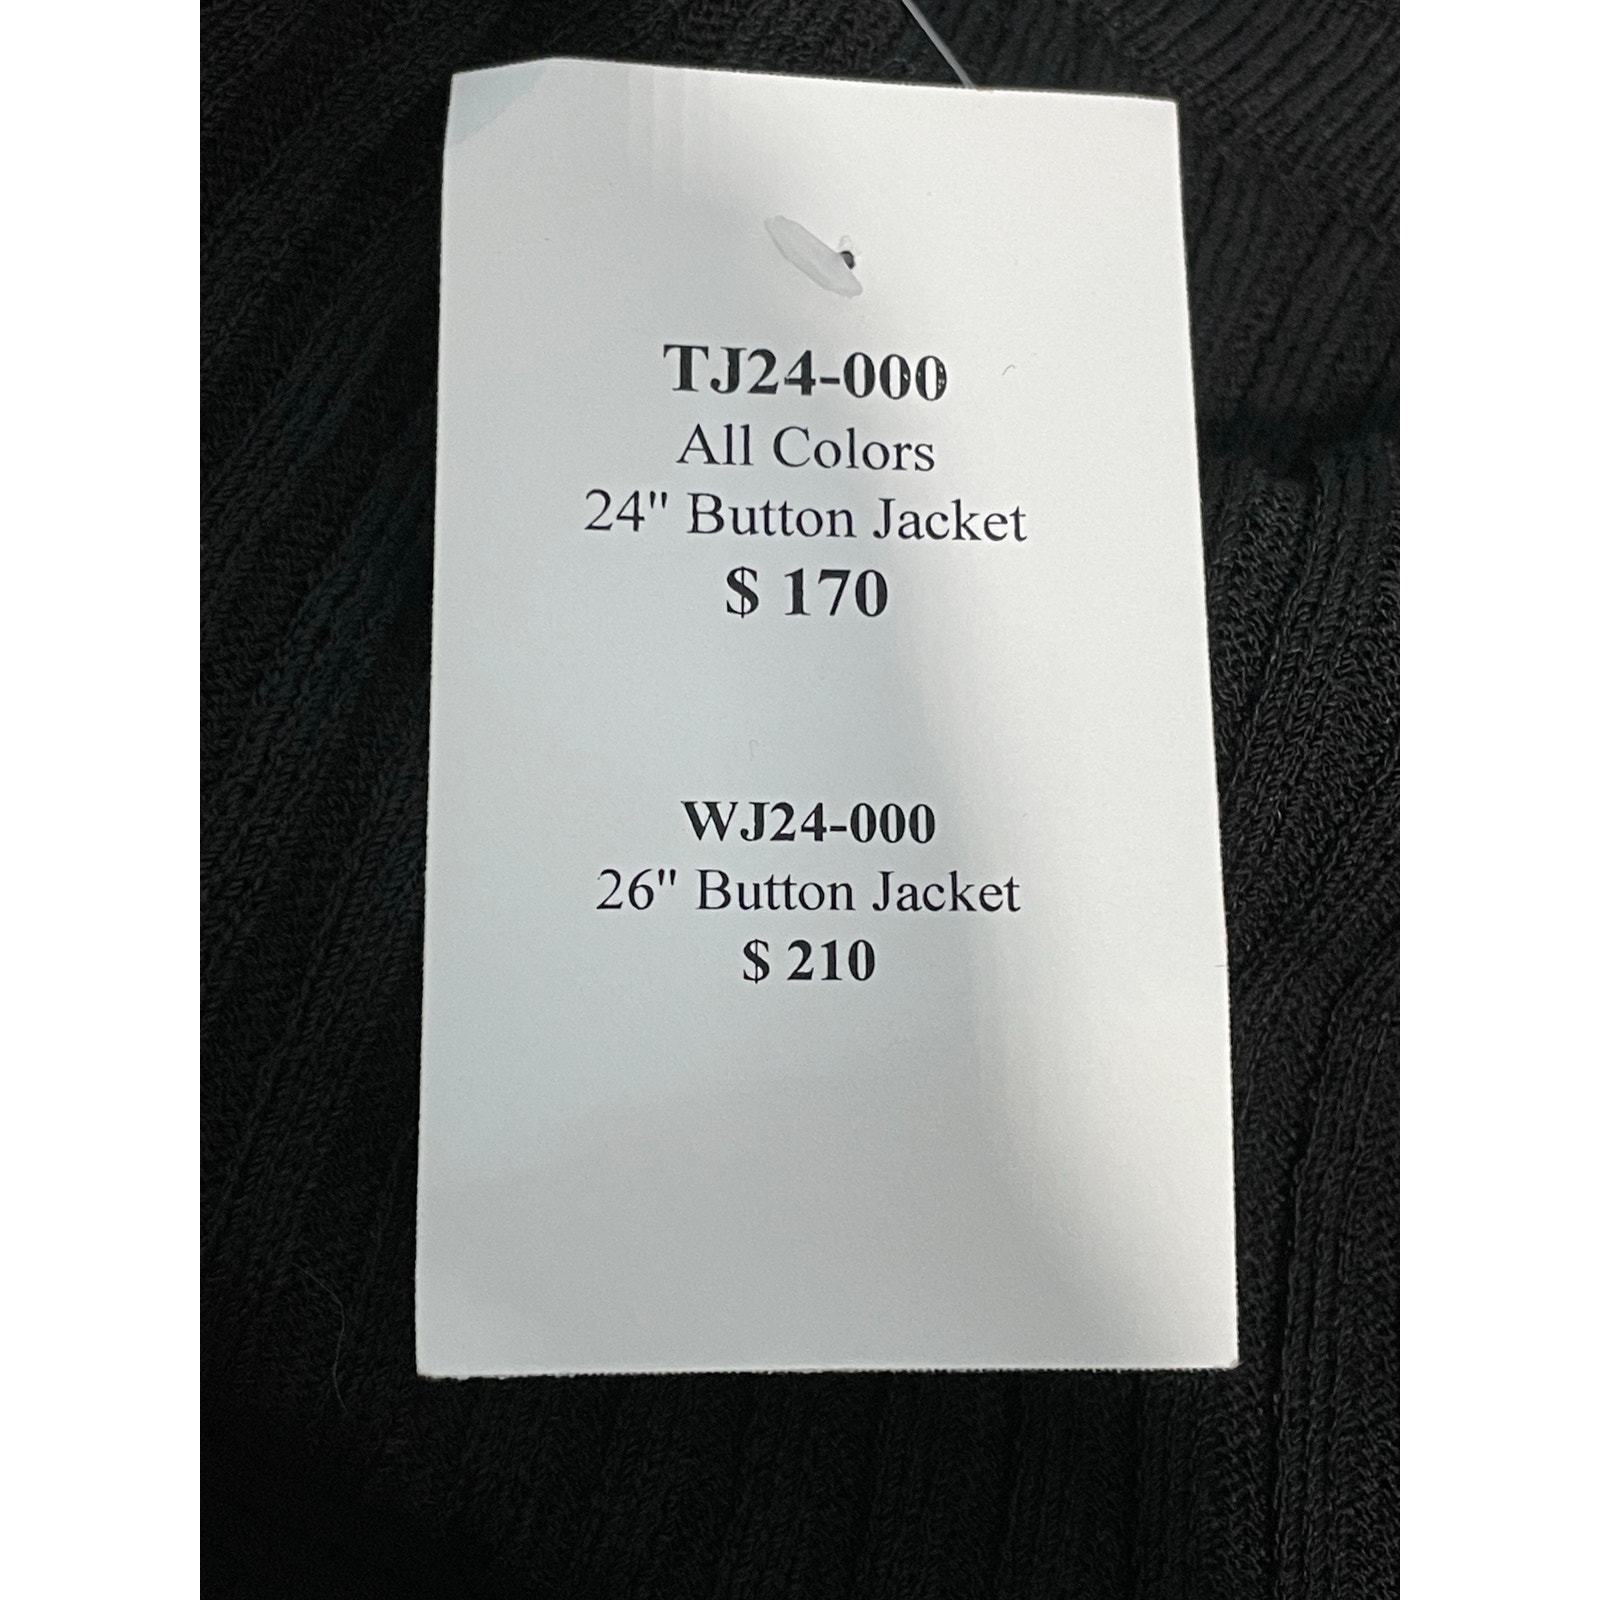 TJ24-000
All Colors
24" Button Jacket
$ 170
WJ24-000
26" Button Jacket
$ 210